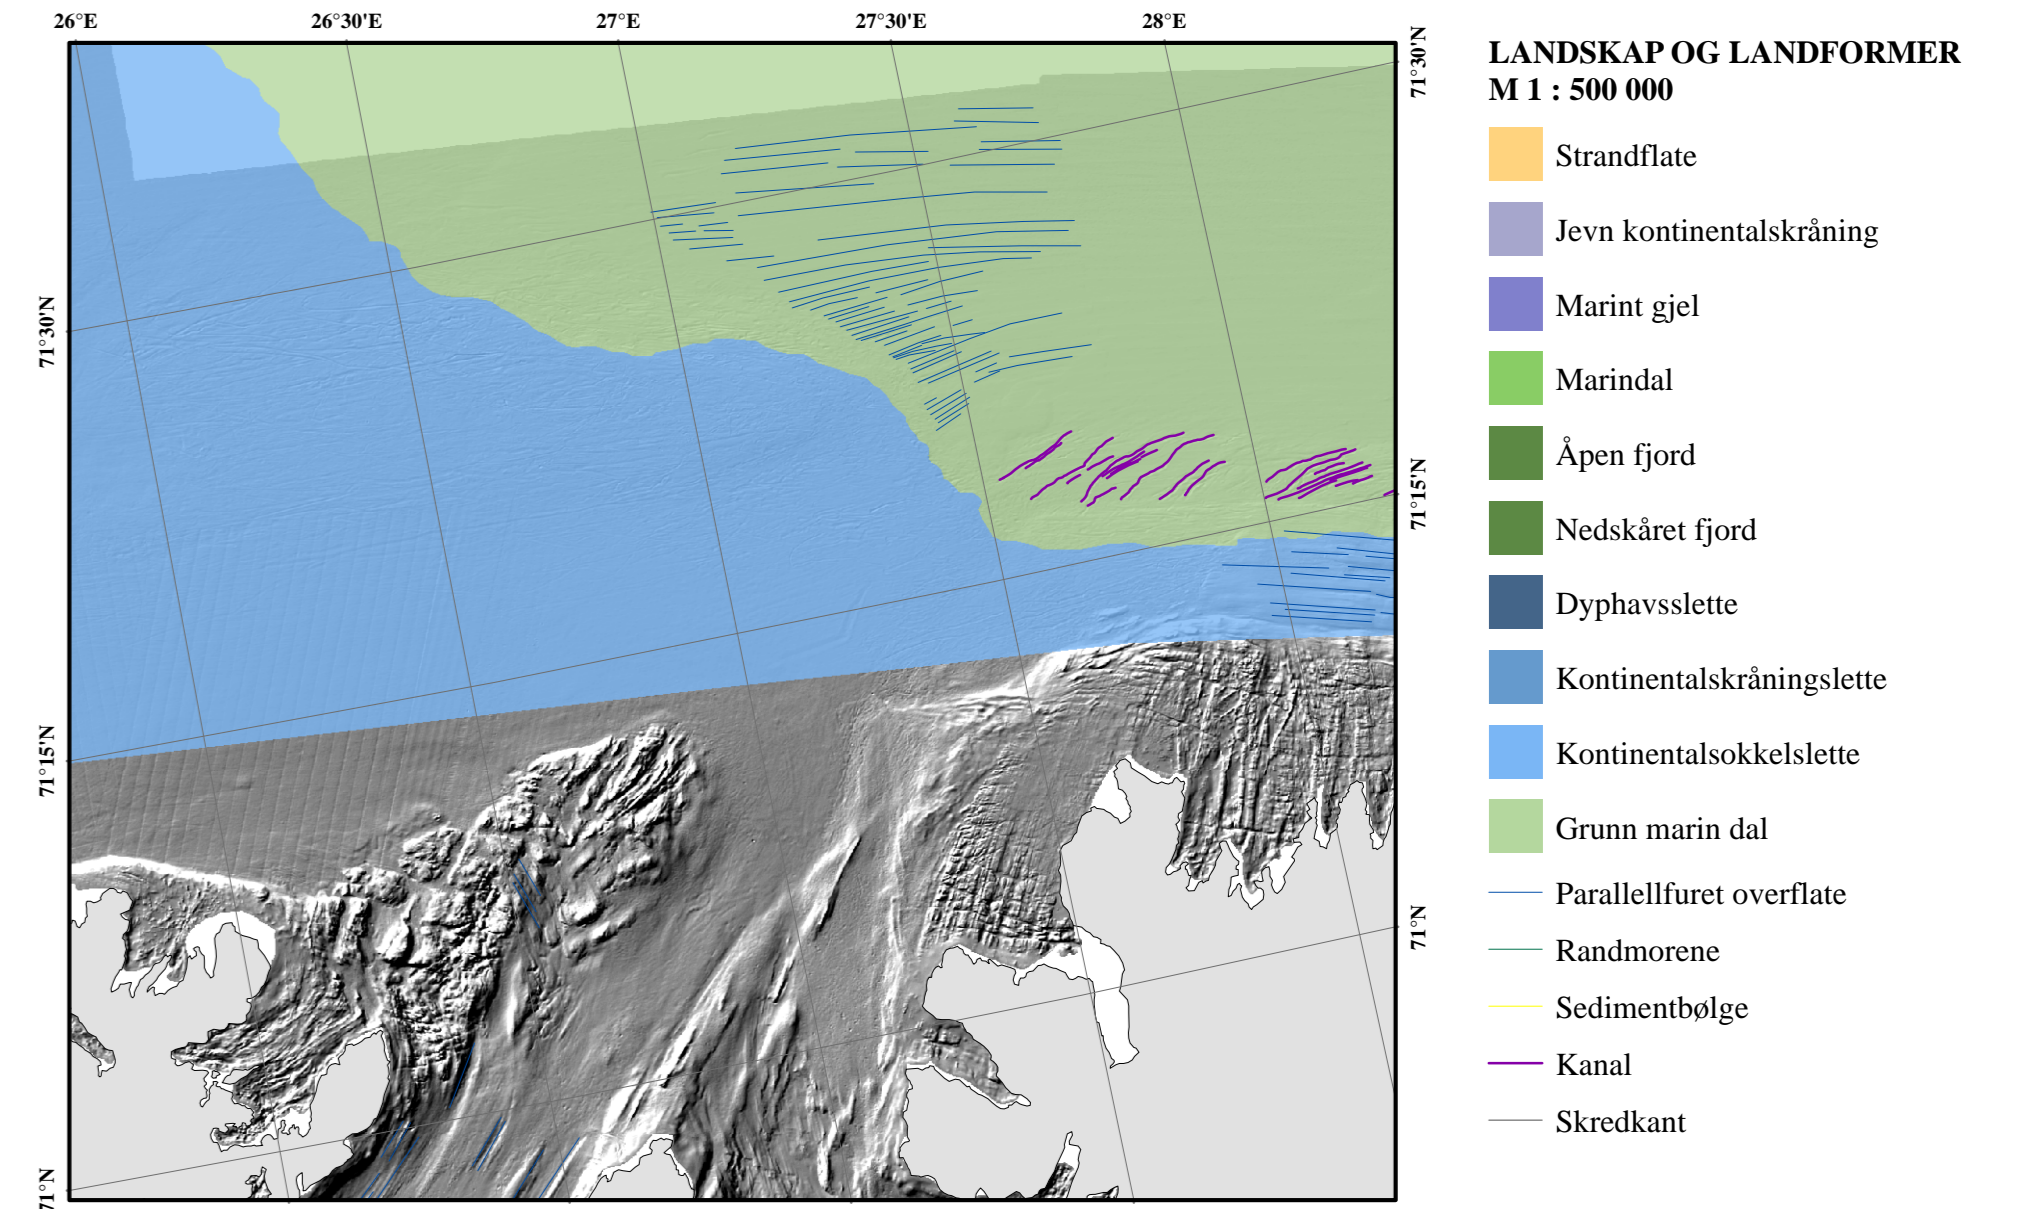 26°E
26°30'E
27°E
27°30'E
28°E
71°30'N
71°15'N
71°N
71°30'N
71°15'N
71°N
LANDSKAP OG LANDFORMER
M 1 : 500 000
Strandflate
Jevn kontinentalskråning
Marint gjel
Marindal
Åpen fjord
Nedskåret fjord
Dyphavsslette
Kontinentalskråningslette
Kontinentalsokkelslette
Grunn marin dal
Parallellfuret overflate
Randmorene
Sedimentbølge
Kanal
Skredkant